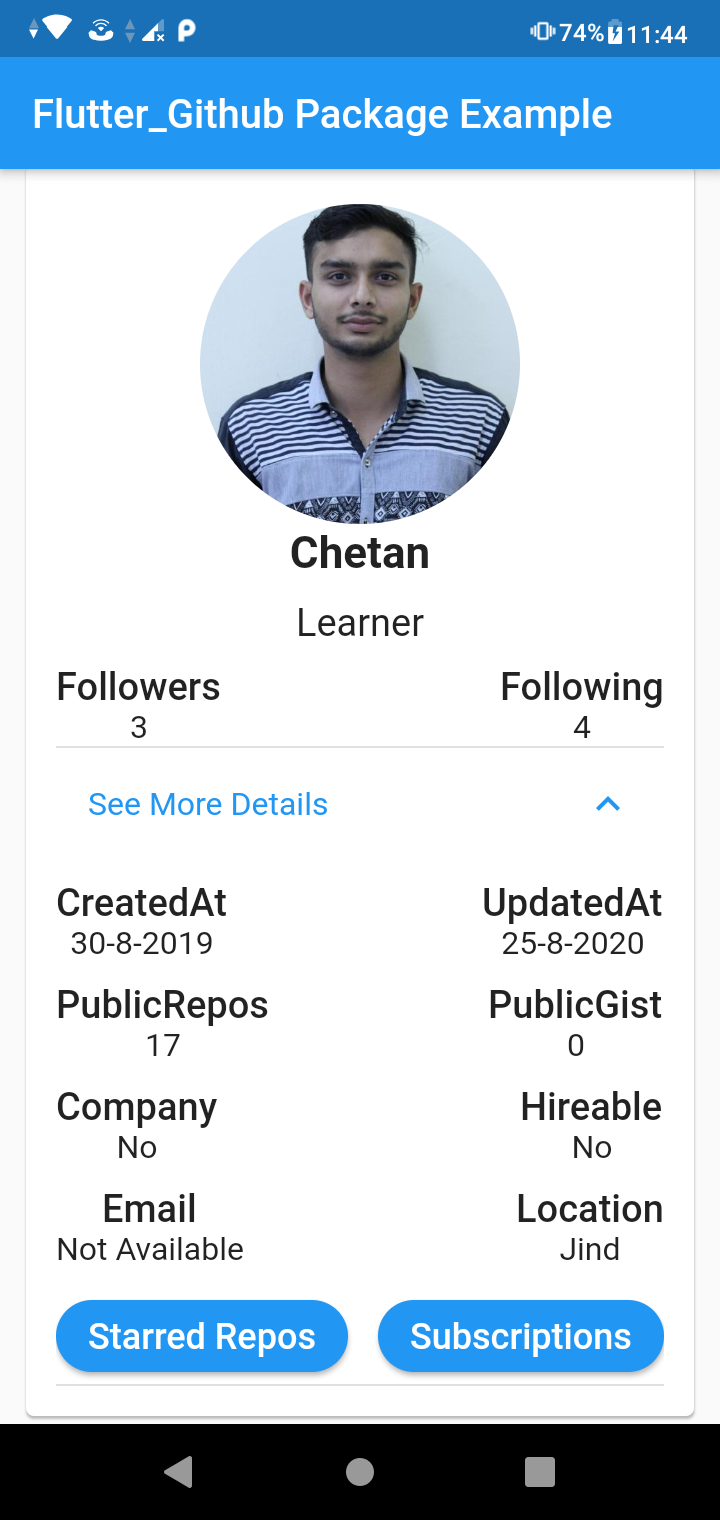 74% 11:44
Flutter_Github Package Example
Chetan
Learner
Followers Following
3 4
See More Details
CreatedAt UpdatedAt
30-8-2019 25-8-2020
PublicRepos PublicGist
17 0
Company Hireable
No No
Email Location
Not Available Jind
Starred Repos Subscriptions